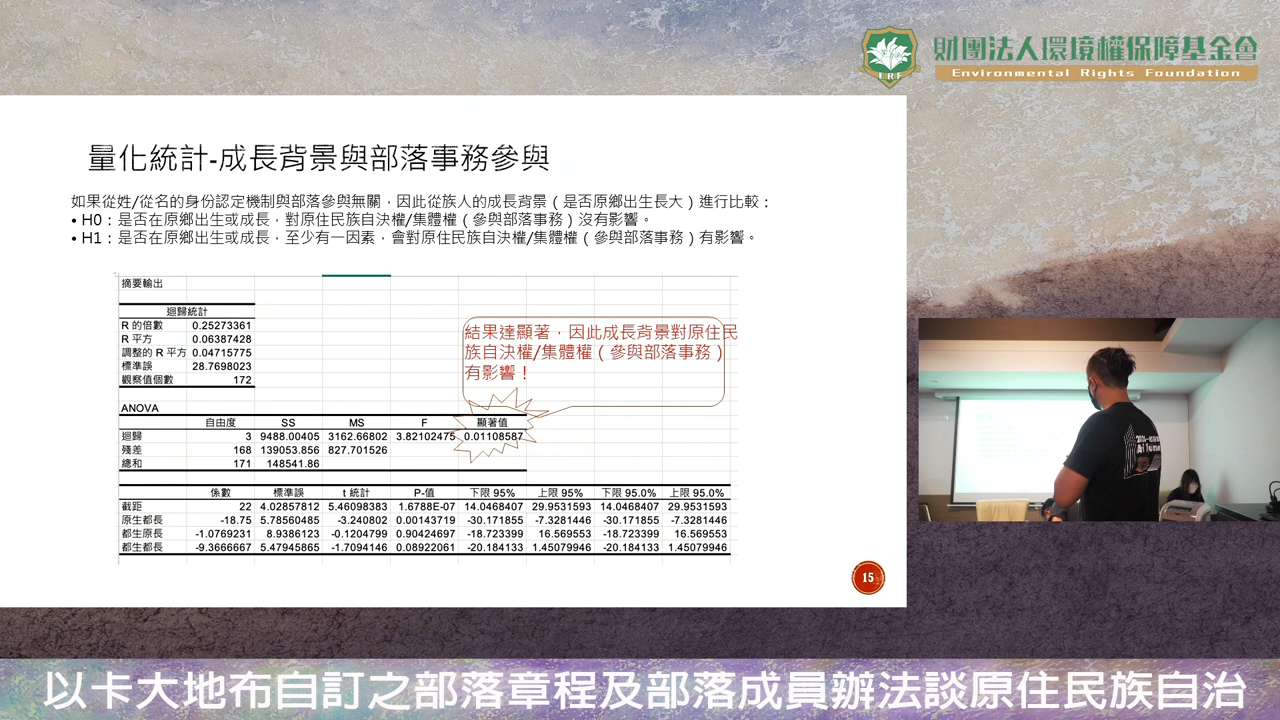 財團法人環境權保障基金會
Environmental Rights Foundation
ERF
量化統計-成長背景與部落事務參與
如果從姓/從名的身份認定機制與部落參與無關，因此從族人的成長背景（是否原鄉出生長大）進行比較：
• H0：是否在原鄉出生或成長，對原住民族自決權/集體權（參與部落事務）沒有影響。
• H1：是否在原鄉出生或成長，至少有一因素，會對原住民族自決權/集體權（參與部落事務）有影響。
摘要輸出
迴歸統計
R 的倍數 0.25273361
R 平方 0.06387428
調整的 R 平方 0.04715775
標準誤 28.7698023
觀察值個數 172
結果達顯著，因此成長背景對原住民
族自決權/集體權（參與部落事務）
有影響！
ANOVA
自由度 SS MS F 顯著值
迴歸 3 9488.00405 3162.66802 3.82102475 0.01108587
殘差 168 139053.856 827.701526
總和 171 148541.86
係數 標準誤 t 統計 P-值 下限 95% 上限 95% 下限 95.0% 上限 95.0%
截距 22 4.02857812 5.46098383 1.6788E-07 14.0468407 29.9531593 14.0468407 29.9531593
原生都長 -18.75 5.78560485 -3.240802 0.00143719 -30.171855 -7.3281446 -30.171855 -7.3281446
都生原長 -1.0769231 8.9386123 -0.1204799 0.90424697 -18.723399 16.569553 -18.723399 16.569553
都生都長 -9.3666667 5.47945865 -1.7094146 0.08922061 -20.184133 1.45079946 -20.184133 1.45079946
15
以卡大地布自訂之部落章程及部落成員辦法談原住民族自治